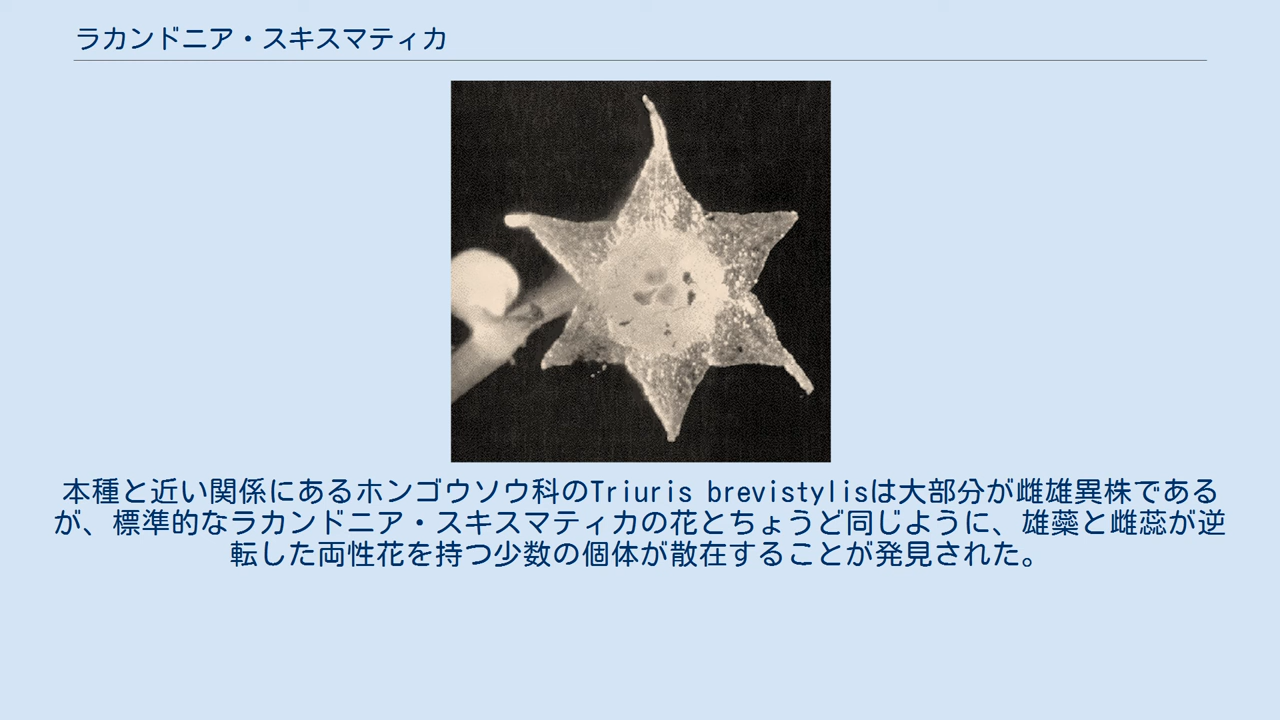 ラカンドニア・スキスマティカ
本種と近い関係にあるホンゴウソウ科のTriuris brevistylisは大部分が雌雄異株である
が、標準的なラカンドニア・スキスマティカの花とちょうど同じように、雄蘂と雌蕊が逆
転した両性花を持つ少数の個体が散在することが発見された。